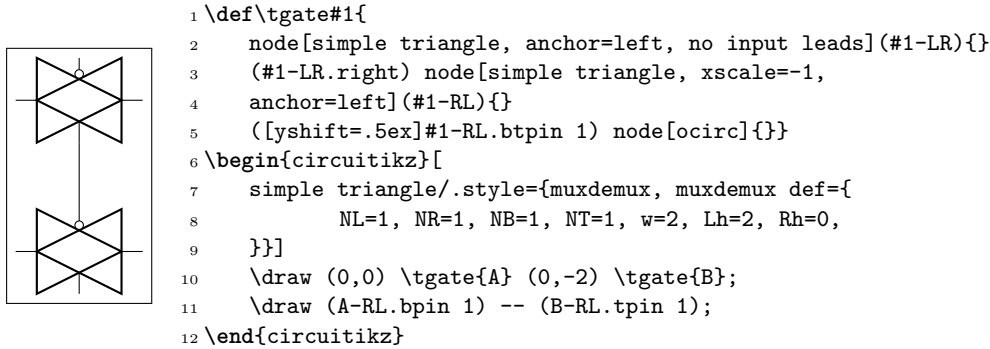 1 \def\tgate#1{
2     node[simple triangle, anchor=left, no input leads](#1-LR){}
3     (#1-LR.right) node[simple triangle, xscale=-1,
4     anchor=left](#1-RL){}
5     ([yshift=.5ex]#1-RL.btpin 1) node[ocirc]{}}
6 \begin{circuitikz}[
7     simple triangle/.style={muxdemux, muxdemux def={
8             NL=1, NR=1, NB=1, NT=1, w=2, Lh=2, Rh=0,
9     }}]
10     \draw (0,0) \tgate{A} (0,-2) \tgate{B};
11     \draw (A-RL.bpin 1) -- (B-RL.tpin 1);
12 \end{circuitikz}